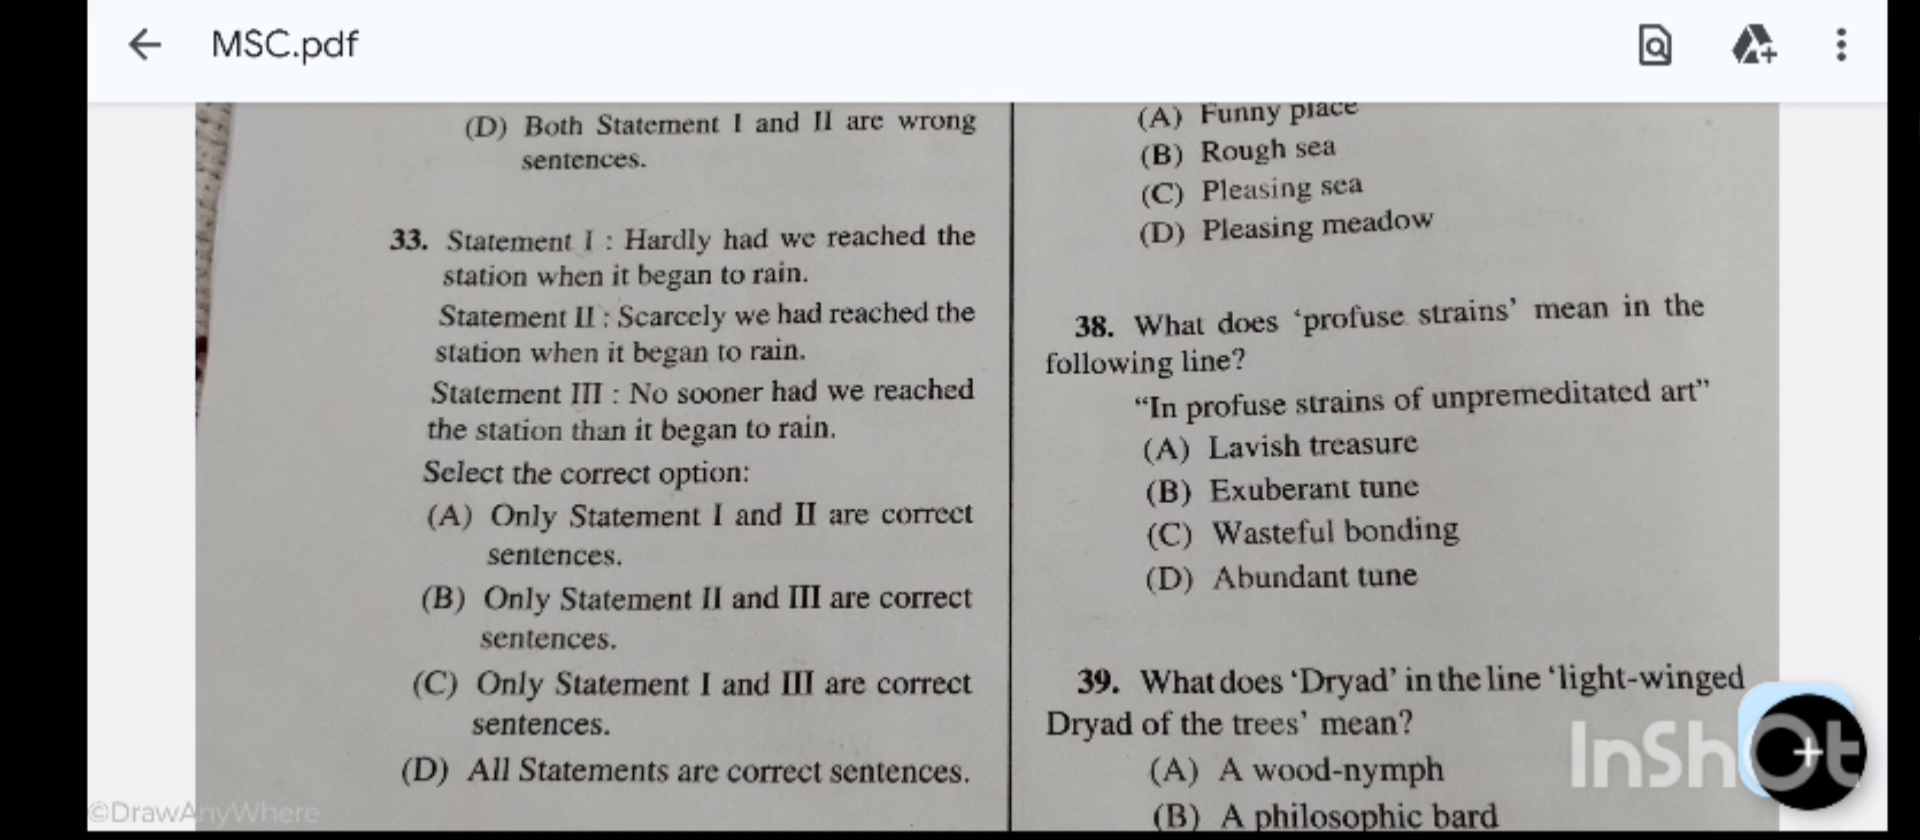 MSC.pdf
(D) Both Statement I and II are wrong
sentences.
33. Statement I : Hardly had we reached the
station when it began to rain.
Statement II : Scarcely we had reached the
station when it began to rain.
Statement III : No sooner had we reached
the station than it began to rain.
Select the correct option:
(A) Only Statement I and II are correct
sentences.
(B) Only Statement II and III are correct
sentences.
(C) Only Statement I and III are correct
sentences.
(D) All Statements are correct sentences.
(A) Funny place
(B) Rough sea
(C) Pleasing sea
(D) Pleasing meadow
38. What does ‘profuse strains’ mean in the
following line?
“In profuse strains of unpremeditated art”
(A) Lavish treasure
(B) Exuberant tune
(C) Wasteful bonding
(D) Abundant tune
39. What does ‘Dryad’ in the line ‘light-winged
Dryad of the trees’ mean?
(A) A wood-nymph
(B) A philosophic bard
InShOt
©DrawAnyWhere